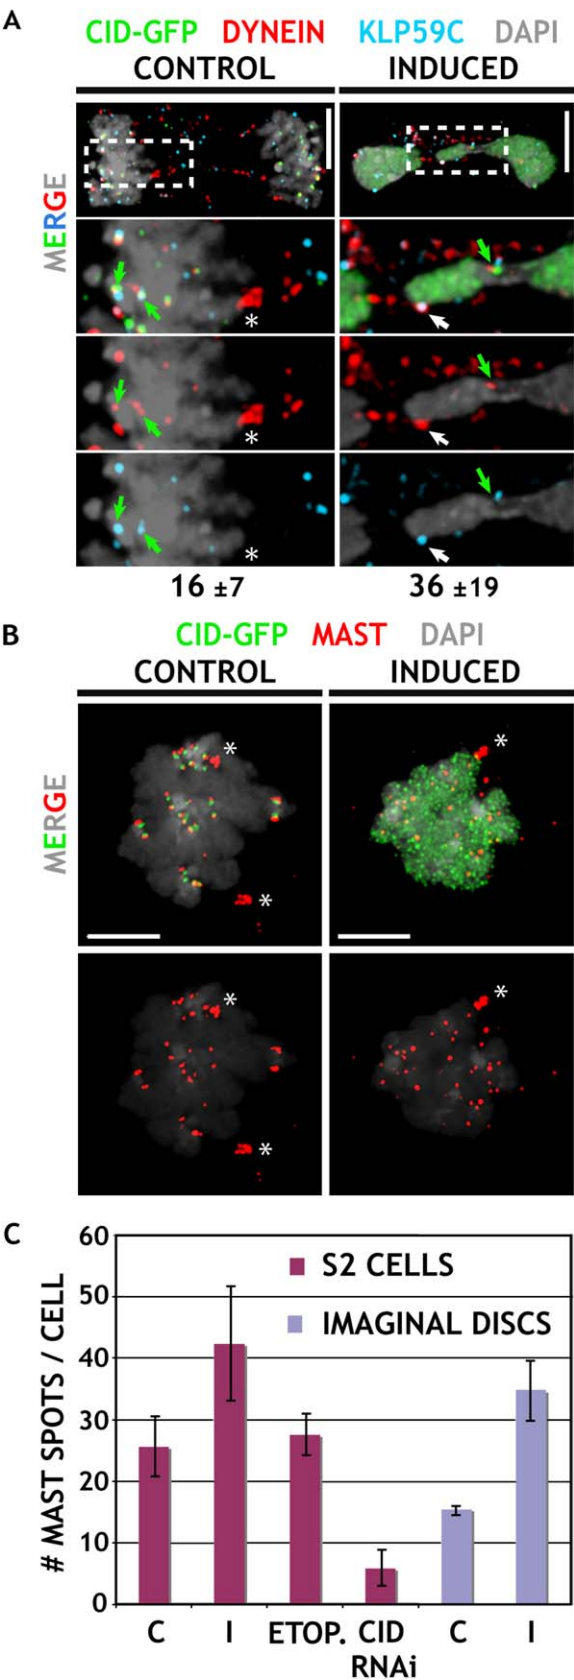 A
CID-GFP DYNEIN KLP59C DAPI
CONTROL INDUCED
MERGE
*
*
*
16 ±7 36 ±19
B
CID-GFP MAST DAPI
CONTROL INDUCED
MERGE
* *
*
* *
*
C
# MAST SPOTS / CELL
60
50
40
30
20
10
0
S2 CELLS
IMAGINAL DISCS
C I ETOP. CID C I
RNAi